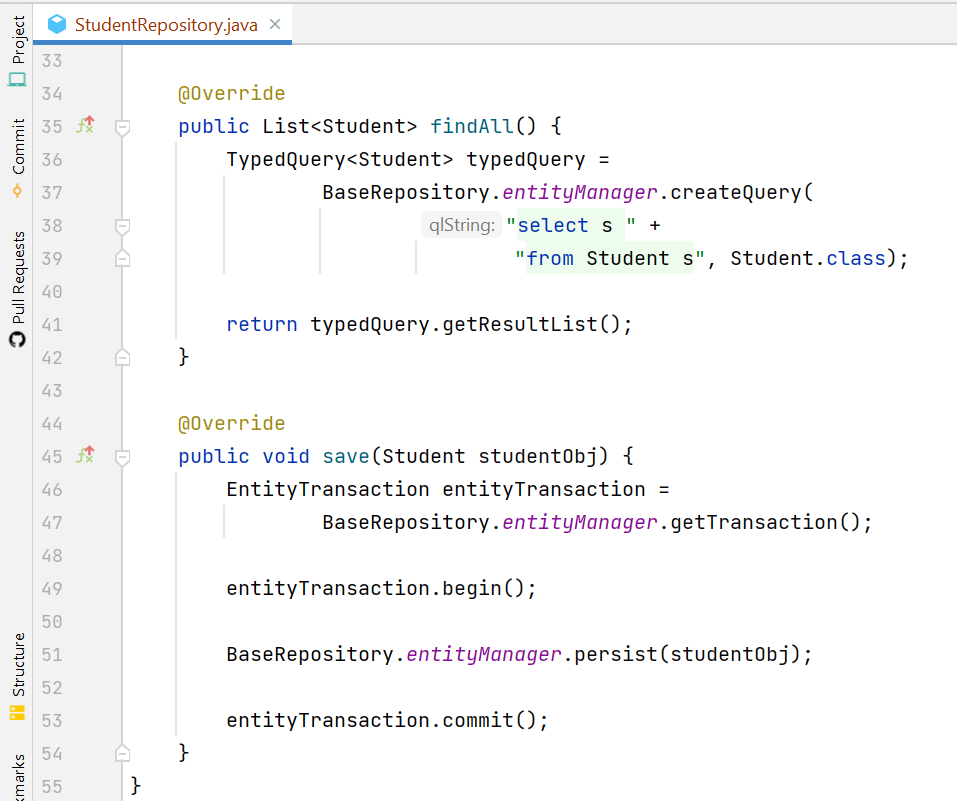 StudentRepository.java
Project
Commit
Pull Requests
Structure
kmarks
33
34 @Override
35 public List<Student> findAll() {
36 TypedQuery<Student> typedQuery =
37 BaseRepository.entityManager.createQuery(
38 qlString: "select s " +
39 "from Student s", Student.class);
40
41 return typedQuery.getResultList();
42 }
43
44 @Override
45 public void save(Student studentObj) {
46 EntityTransaction entityTransaction =
47 BaseRepository.entityManager.getTransaction();
48
49 entityTransaction.begin();
50
51 BaseRepository.entityManager.persist(studentObj);
52
53 entityTransaction.commit();
54 }
55 }